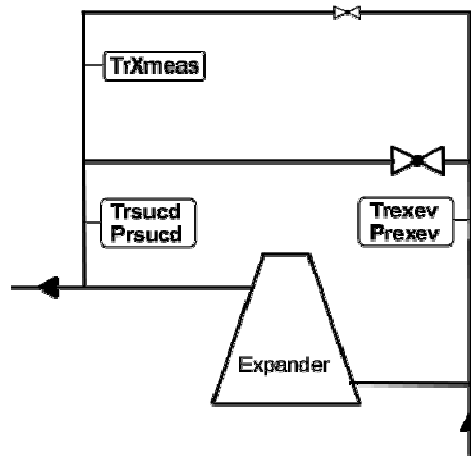 TrXmeas
Trsucd
Prsucd
Trexev
Prexev
Expander